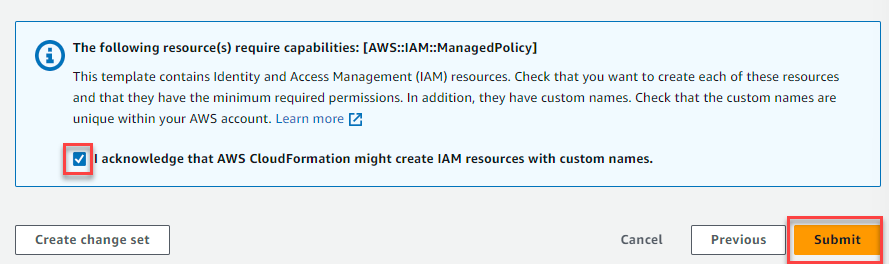 The following resource(s) require capabilities: [AWS::IAM::ManagedPolicy]
This template contains Identity and Access Management (IAM) resources. Check that you want to create each of these resources
and that they have the minimum required permissions. In addition, they have custom names. Check that the custom names are
unique within your AWS account. Learn more
I acknowledge that AWS CloudFormation might create IAM resources with custom names.
Create change set Cancel Previous Submit